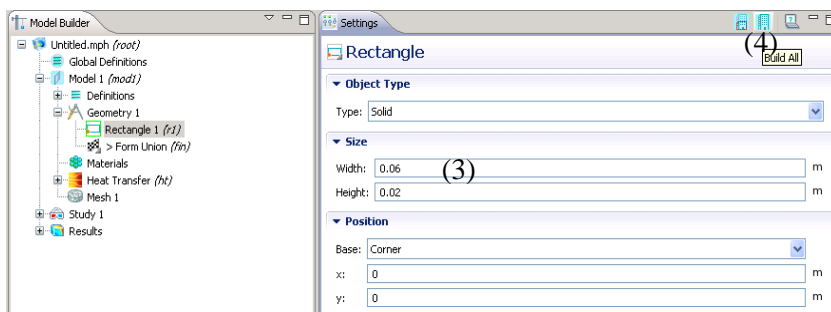 Model Builder
Untitled.mph (root)
Global Definitions
Model 1 (mod1)
Definitions
Geometry 1
Rectangle 1 (r1)
> Form Union (fin)
Materials
Heat Transfer (ht)
Mesh 1
Study 1
Results
Settings
(4)
Build All
Rectangle
Object Type
Type: Solid
Size
Width: 0.06 (3) m
Height: 0.02 m
Position
Base: Corner
x: 0 m
y: 0 m